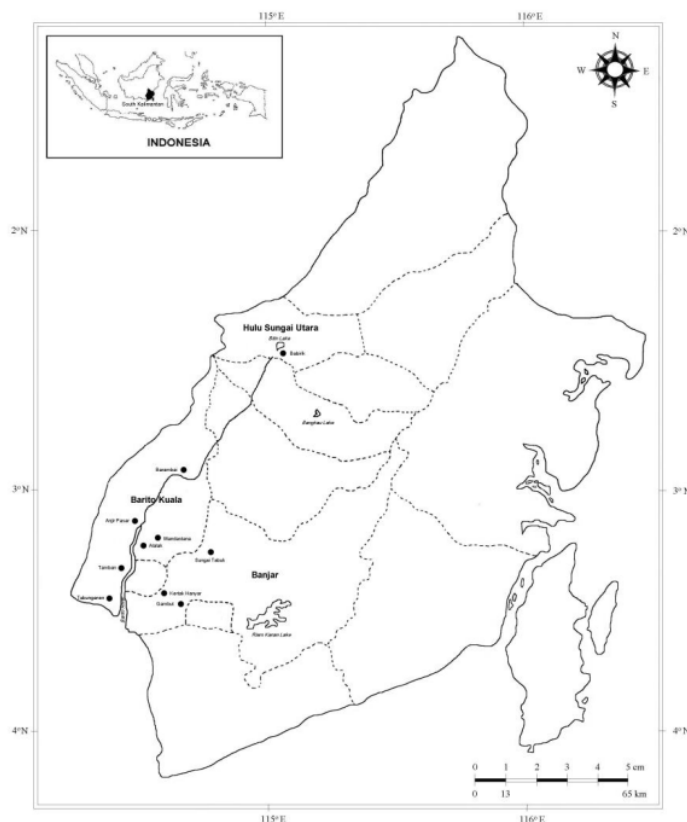 115°E
116°E
South Kalimantan
INDONESIA
N
W
E
S
2°N
2°N
Hulu Sungai Utara
Bitin Lake
Babirik
Bangkau Lake
3°N
3°N
Barambai
Barito Kuala
Anjir Pasar
Mandastana
Alalak
Sungai Tabuk
Tamban
Banjar
Kertak Hanyar
Tabunganen
Gambut
Riam Kanan Lake
4°N
4°N
0 1 2 3 4 5 cm
0 13 65 km
115°E
116°E